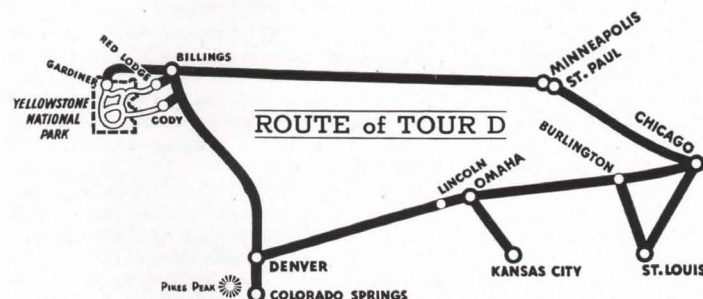 RED LODGE
BILLINGS
GARDINER
MINNEAPOLIS
ST. PAUL
YELLOWSTONE
NATIONAL
PARK
CODY
ROUTE of TOUR D
CHICAGO
BURLINGTON
LINCOLN
OMAHA
DENVER
KANSAS CITY
ST. LOUIS
PIKES PEAK
COLORADO SPRINGS